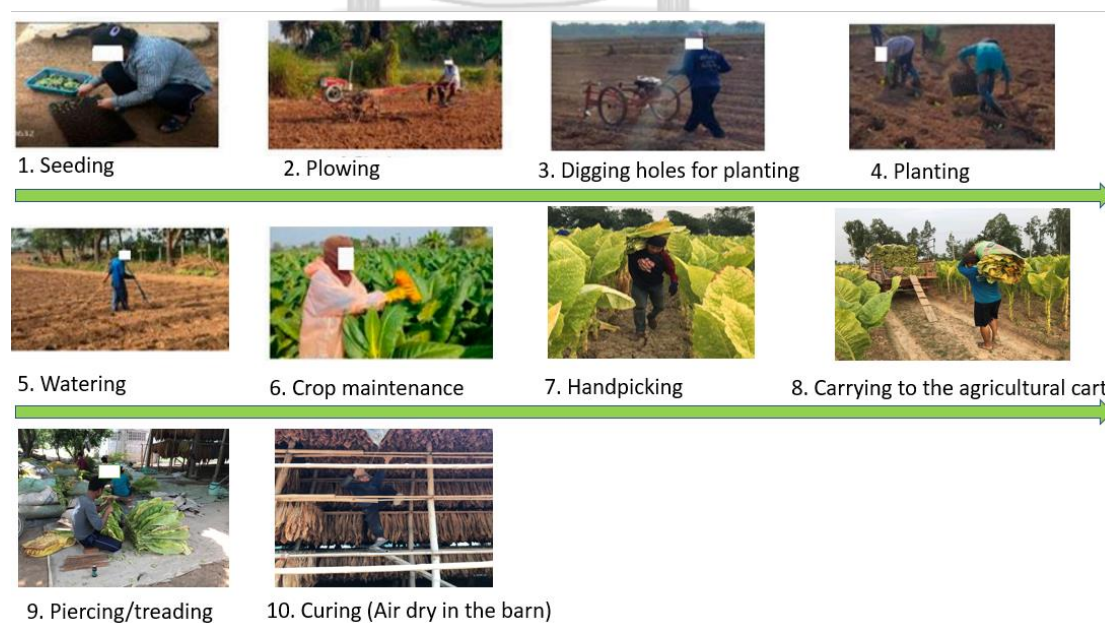 1. Seeding
2. Plowing
3. Digging holes for planting
4. Planting
5. Watering
6. Crop maintenance
7. Handpicking
8. Carrying to the agricultural cart
9. Piercing/treading
10. Curing (Air dry in the barn)